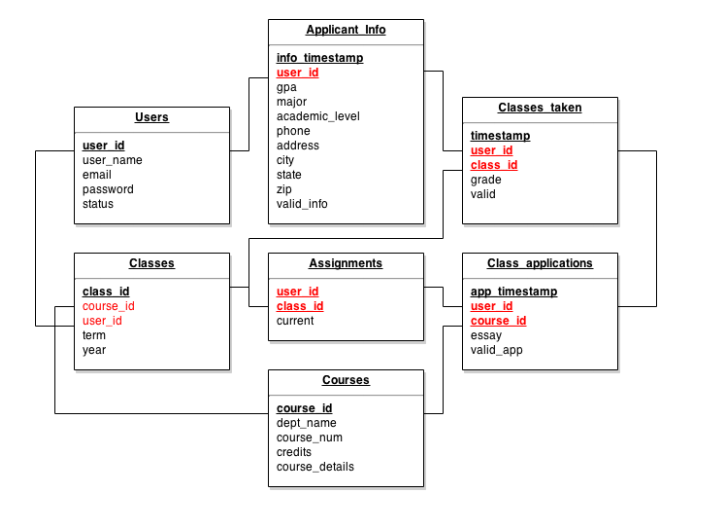 Applicant_Info
info_timestamp
user_id
gpa
major
academic_level
phone
address
city
state
zip
valid_info
Users
user_id
user_name
email
password
status
Classes_taken
timestamp
user_id
class_id
grade
valid
Classes
class_id
course_id
user_id
term
year
Assignments
user_id
class_id
current
Class_applications
app_timestamp
user_id
course_id
essay
valid_app
Courses
course_id
dept_name
course_num
credits
course_details